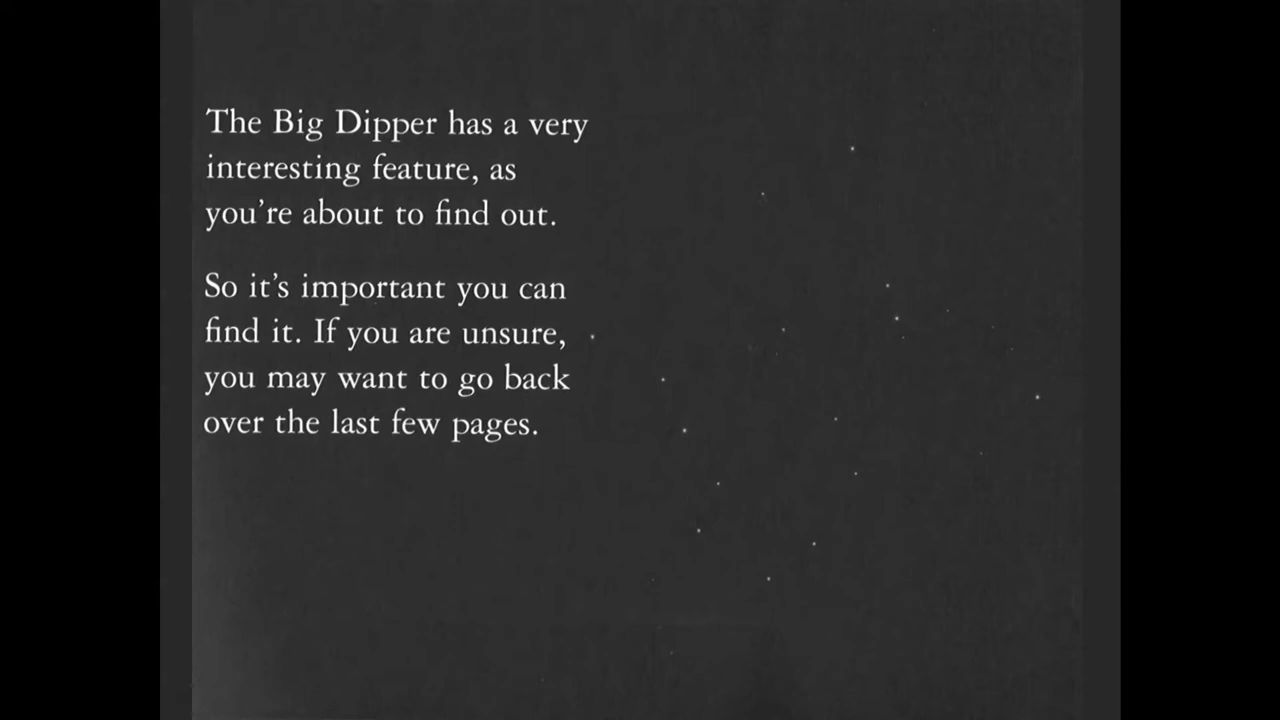 The Big Dipper has a very
interesting feature, as
you're about to find out.
So it's important you can
find it. If you are unsure,
you may want to go back
over the last few pages.